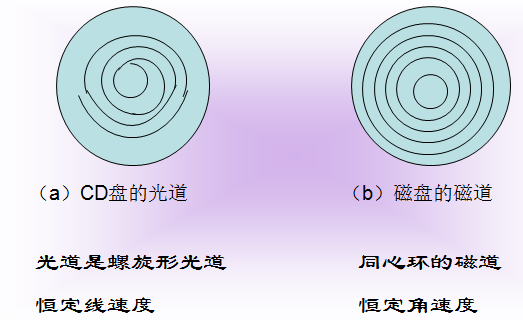 （a）CD盘的光道
（b）磁盘的磁道
光道是螺旋形光道
同心环的磁道
恒定线速度
恒定角速度